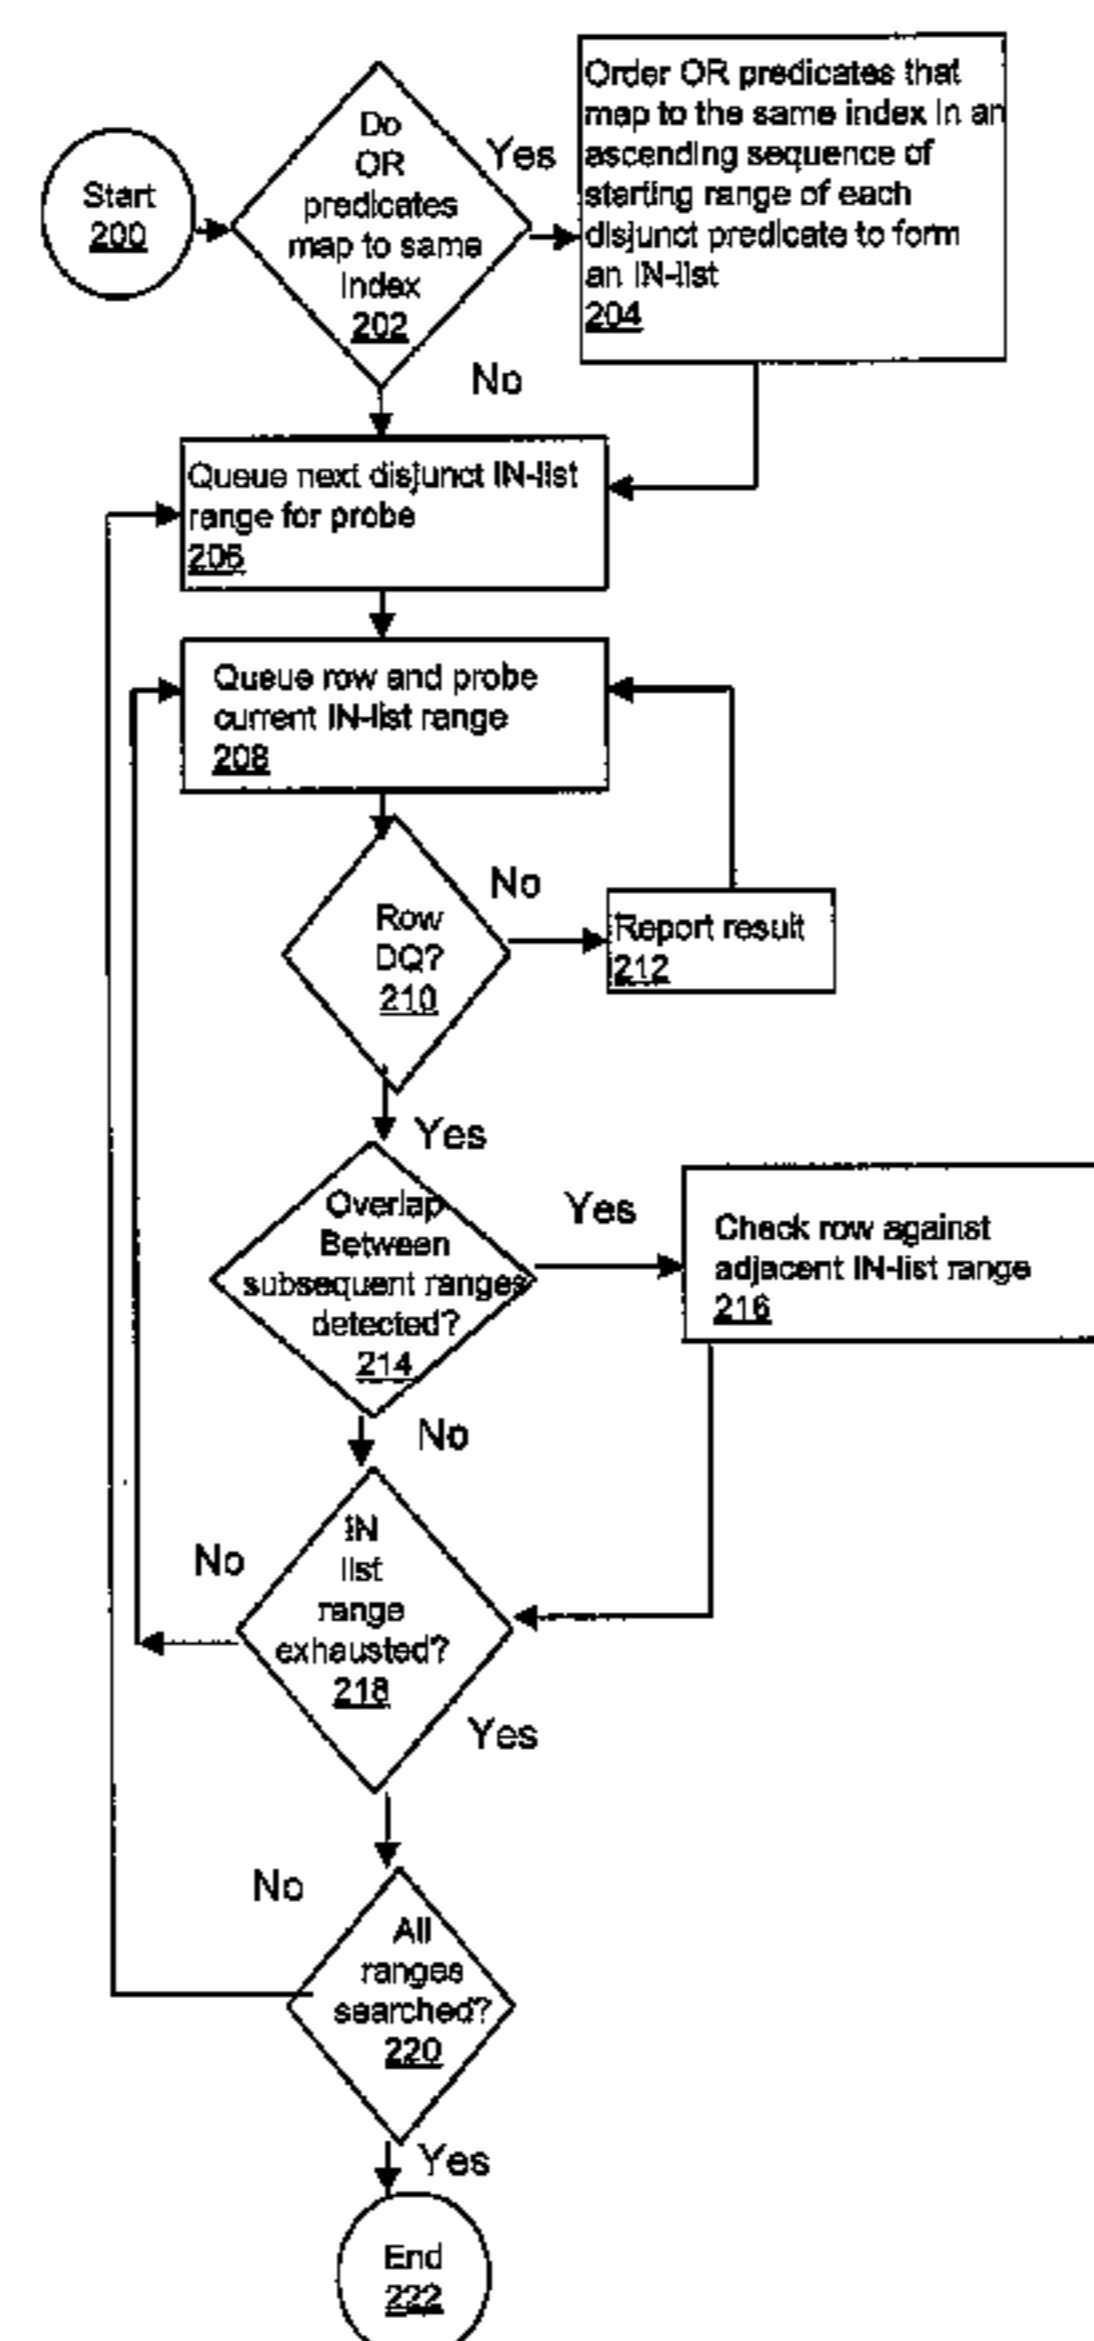 Start
200
Do
OR
predicates
map to same
Index
202
Yes
Order OR predicates that
map to the same index in an
ascending sequence of
starting range of each
disjunct predicate to form
an IN-list
204
No
Queue next disjunct IN-list
range for probe
206
Queue row and probe
current IN-list range
208
Row
DQ?
210
No
Report result
212
Yes
Overlap
Between
subsequent ranges
detected?
214
Yes
Check row against
adjacent IN-list range
216
No
IN
list
range
exhausted?
218
No
Yes
All
ranges
searched?
220
No
Yes
End
222